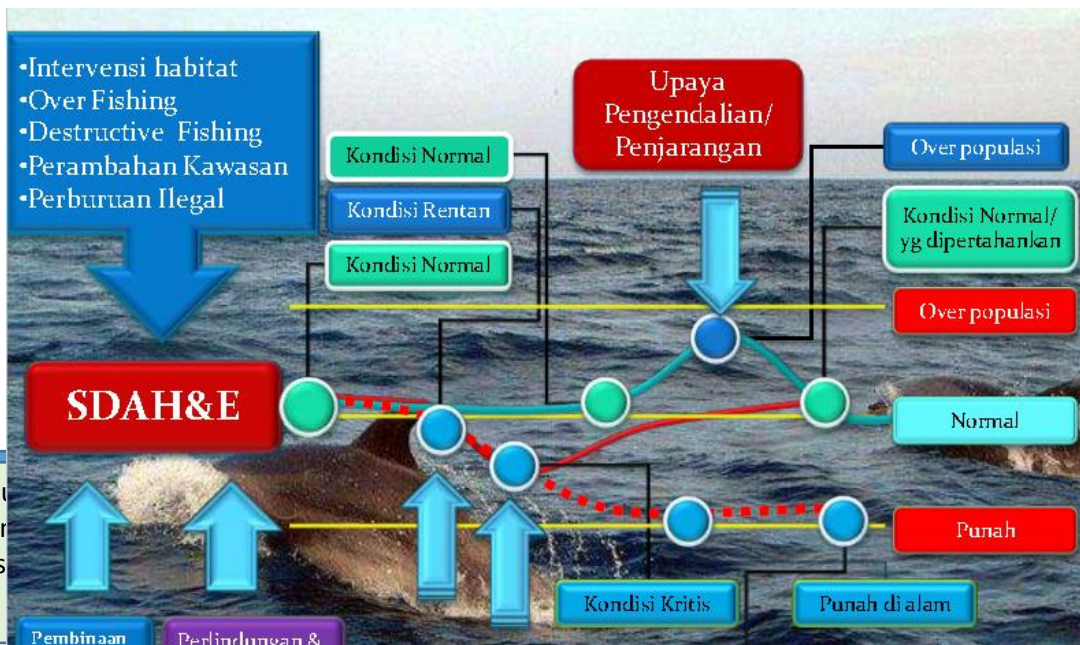 •Intervensi habitat
•Over Fishing
•Destructive Fishing
•Perambahan Kawasan
•Perburuan Ilegal
Upaya
Pengendalian/
Penjarangan
Kondisi Normal
Kondisi Rentan
Kondisi Normal
Over populasi
Kondisi Normal/
yg dipertahankan
Over populasi
SDAH&E
Normal
Punah
Kondisi Kritis
Punah di alam
Pembinaan
Perlindungan &